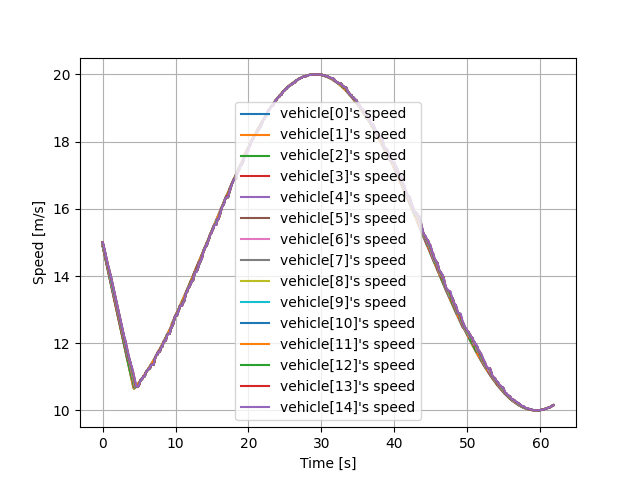 20
18
16
14
12
10
Speed [m/s]
vehicle[0]'s speed
vehicle[1]'s speed
vehicle[2]'s speed
vehicle[3]'s speed
vehicle[4]'s speed
vehicle[5]'s speed
vehicle[6]'s speed
vehicle[7]'s speed
vehicle[8]'s speed
vehicle[9]'s speed
vehicle[10]'s speed
vehicle[11]'s speed
vehicle[12]'s speed
vehicle[13]'s speed
vehicle[14]'s speed
0 10 20 30 40 50 60
Time [s]